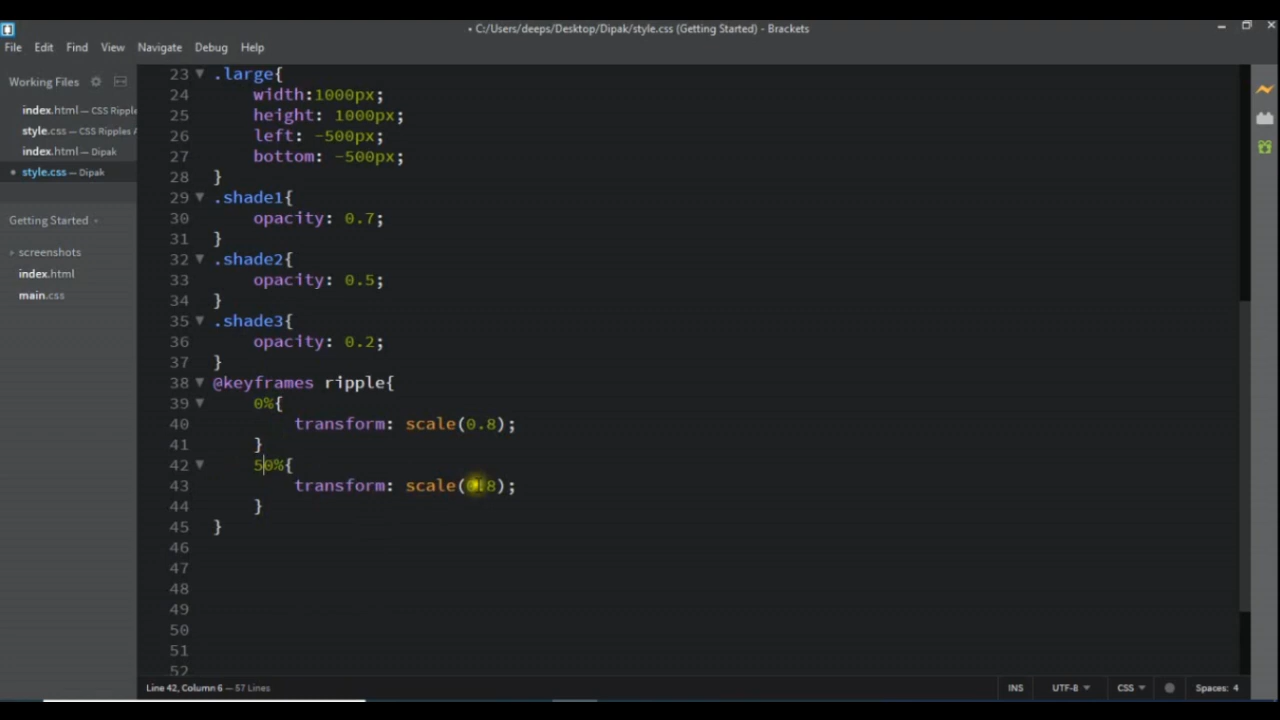 • C:/Users/deeps/Desktop/Dipak/style.css (Getting Started) - Brackets
File Edit Find View Navigate Debug Help
Working Files
index.html — CSS Ripple
style.css — CSS Ripples A
index.html — Dipak
• style.css — Dipak
Getting Started
screenshots
index.html
main.css
23 .large{
24 width:1000px;
25 height: 1000px;
26 left: -500px;
27 bottom: -500px;
28 }
29 .shade1{
30 opacity: 0.7;
31 }
32 .shade2{
33 opacity: 0.5;
34 }
35 .shade3{
36 opacity: 0.2;
37 }
38 @keyframes ripple{
39 0%{
40 transform: scale(0.8);
41 }
42 50%{
43 transform: scale(0.8);
44 }
45 }
46
47
48
49
50
51
52
Line 42, Column 6 — 57 Lines
INS UTF-8 CSS Spaces: 4